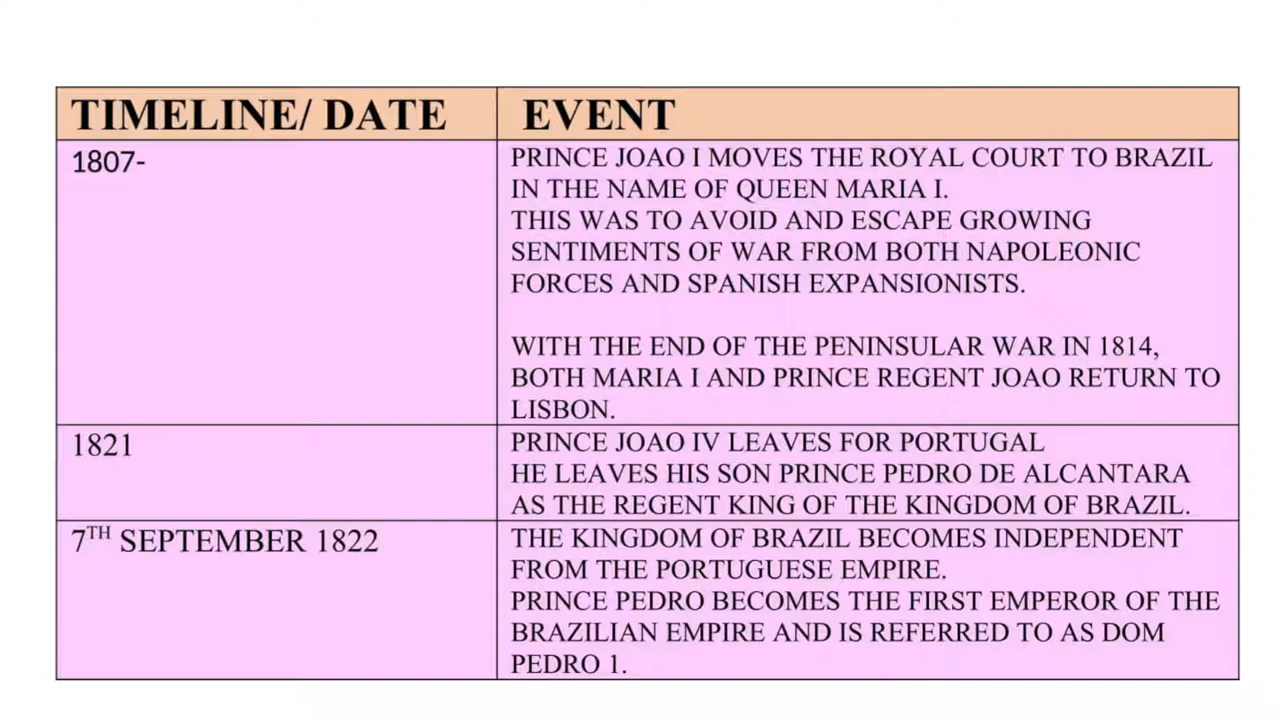 TIMELINE/ DATE
EVENT
1807-
PRINCE JOAO I MOVES THE ROYAL COURT TO BRAZIL
IN THE NAME OF QUEEN MARIA I.
THIS WAS TO AVOID AND ESCAPE GROWING
SENTIMENTS OF WAR FROM BOTH NAPOLEONIC
FORCES AND SPANISH EXPANSIONISTS.
WITH THE END OF THE PENINSULAR WAR IN 1814,
BOTH MARIA I AND PRINCE REGENT JOAO RETURN TO
LISBON.
1821
PRINCE JOAO IV LEAVES FOR PORTUGAL
HE LEAVES HIS SON PRINCE PEDRO DE ALCANTARA
AS THE REGENT KING OF THE KINGDOM OF BRAZIL.
7TH SEPTEMBER 1822
THE KINGDOM OF BRAZIL BECOMES INDEPENDENT
FROM THE PORTUGUESE EMPIRE.
PRINCE PEDRO BECOMES THE FIRST EMPEROR OF THE
BRAZILIAN EMPIRE AND IS REFERRED TO AS DOM
PEDRO 1.